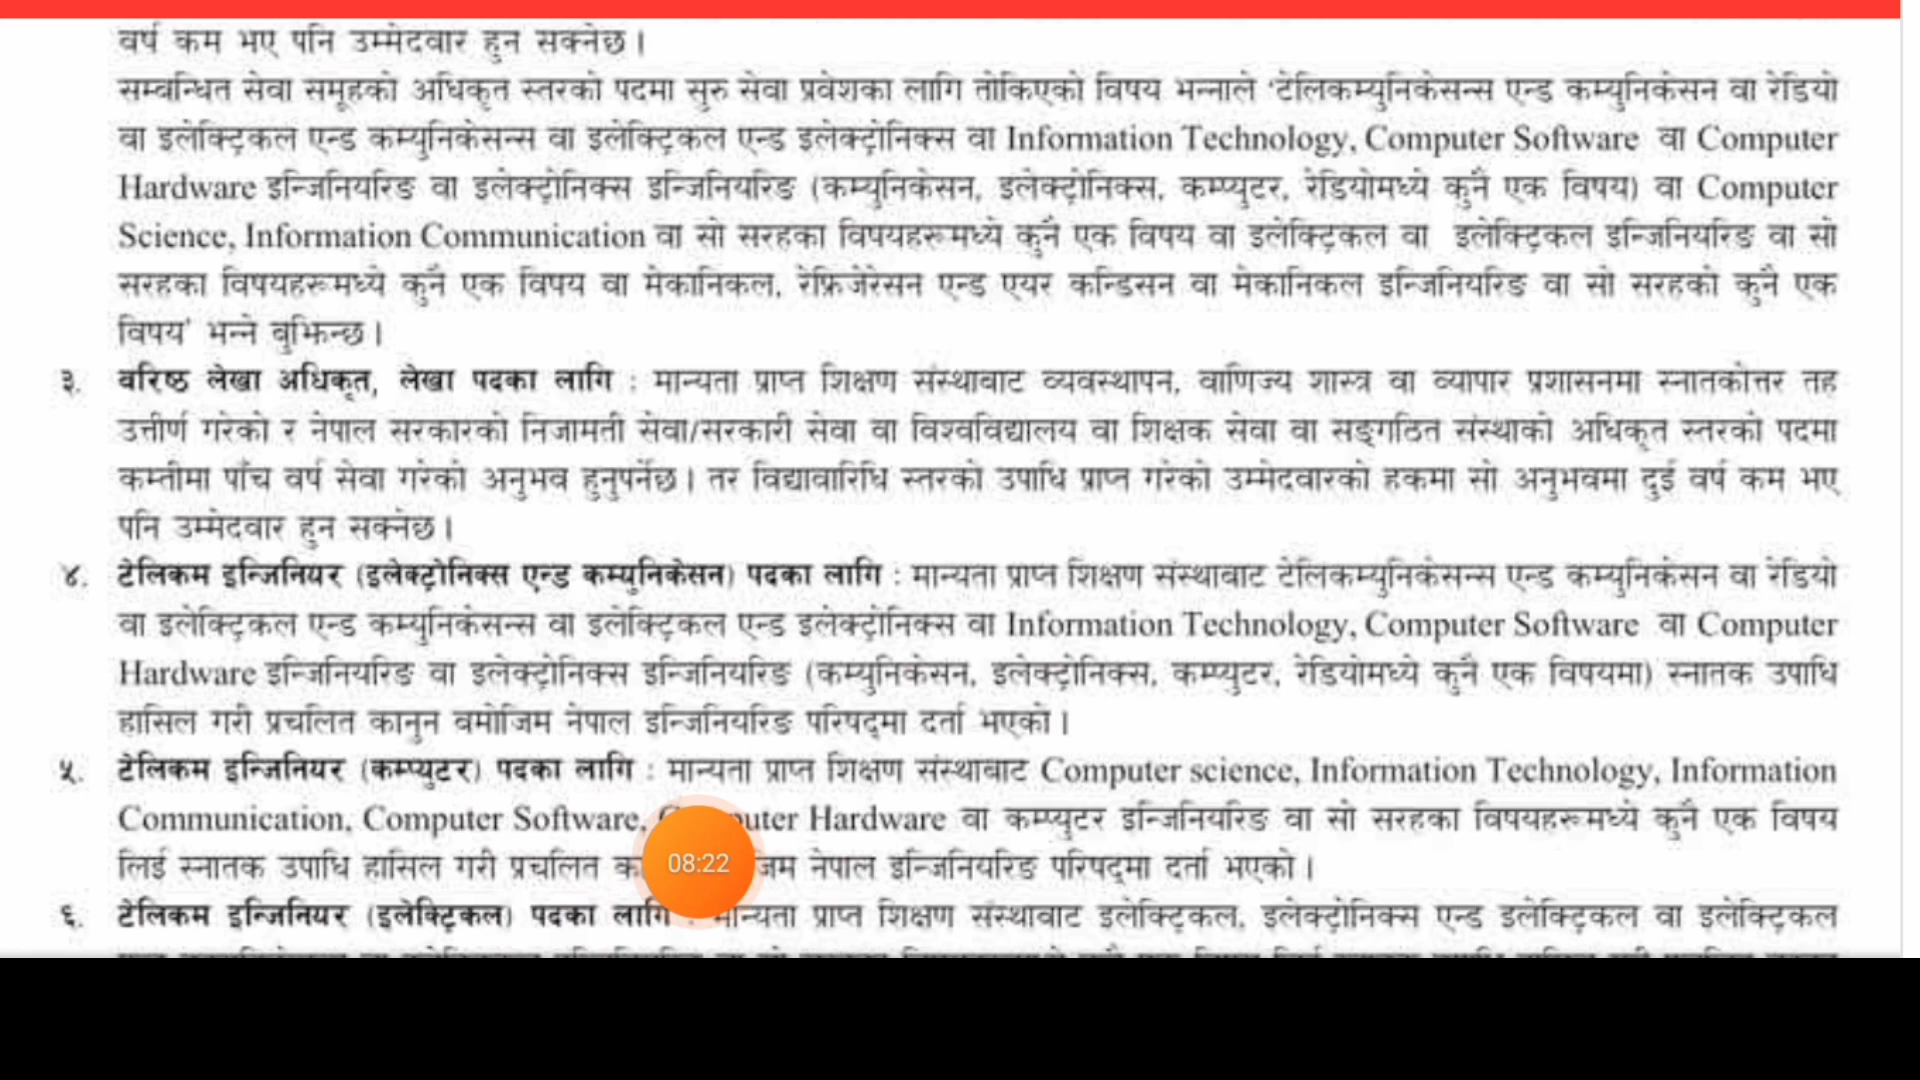 वर्ष कम भए पनि उम्मेदवार हुन सक्नेछ।
सम्बन्धित सेवा समूहको अधिकृत स्तरको पदमा सुरु सेवा प्रवेशका लागि तोकिएको विषय भन्नाले 'टेलिकम्युनिकेसन्स एन्ड कम्युनिकेसन वा रेडियो
वा इलेक्ट्रिकल एन्ड कम्युनिकेसन्स वा इलेक्ट्रिकल एन्ड इलेक्ट्रोनिक्स वा Information Technology, Computer Software वा Computer
Hardware इन्जिनियरिङ वा इलेक्ट्रोनिक्स इन्जिनियरिङ (कम्युनिकेसन, इलेक्ट्रोनिक्स, कम्प्युटर, रेडियोमध्ये कुनै एक विषय) वा Computer
Science, Information Communication वा सो सरहका विषयहरूमध्ये कुनै एक विषय वा इलेक्ट्रिकल वा इलेक्ट्रिकल इन्जिनियरिङ वा सो
सरहका विषयहरूमध्ये कुनै एक विषय वा मेकानिकल, रेफ्रिजेरेसन एन्ड एयर कन्डिसन वा मेकानिकल इन्जिनियरिङ वा सो सरहको कुनै एक
विषय' भन्ने बुझिन्छ।
३. वरिष्ठ लेखा अधिकृत, लेखा पदका लागि : मान्यता प्राप्त शिक्षण संस्थाबाट व्यवस्थापन, वाणिज्य शास्त्र वा व्यापार प्रशासनमा स्नातकोत्तर तह
उत्तीर्ण गरेको र नेपाल सरकारको निजामती सेवा/सरकारी सेवा वा विश्वविद्यालय वा शिक्षक सेवा वा सङ्गठित संस्थाको अधिकृत स्तरको पदमा
कम्तीमा पाँच वर्ष सेवा गरेको अनुभव हुनुपर्नेछ। तर विद्यावारिधि स्तरको उपाधि प्राप्त गरेको उम्मेदवारको हकमा सो अनुभवमा दुई वर्ष कम भए
पनि उम्मेदवार हुन सक्नेछ।
४. टेलिकम इन्जिनियर (इलेक्ट्रोनिक्स एन्ड कम्युनिकेसन) पदका लागि : मान्यता प्राप्त शिक्षण संस्थाबाट टेलिकम्युनिकेसन्स एन्ड कम्युनिकेसन वा रेडियो
वा इलेक्ट्रिकल एन्ड कम्युनिकेसन्स वा इलेक्ट्रिकल एन्ड इलेक्ट्रोनिक्स वा Information Technology, Computer Software वा Computer
Hardware इन्जिनियरिङ वा इलेक्ट्रोनिक्स इन्जिनियरिङ (कम्युनिकेसन, इलेक्ट्रोनिक्स, कम्प्युटर, रेडियोमध्ये कुनै एक विषयमा) स्नातक उपाधि
हासिल गरी प्रचलित कानुन बमोजिम नेपाल इन्जिनियरिङ परिषद्मा दर्ता भएको।
५. टेलिकम इन्जिनियर (कम्प्युटर) पदका लागि : मान्यता प्राप्त शिक्षण संस्थाबाट Computer science, Information Technology, Information
Communication, Computer Software, Hardware वा कम्प्युटर इन्जिनियरिङ वा सो सरहका विषयहरूमध्ये कुनै एक विषय
लिई स्नातक उपाधि हासिल गरी प्रचलित नेपाल इन्जिनियरिङ परिषद्मा दर्ता भएको।
08:22
६. टेलिकम इन्जिनियर (इलेक्ट्रिकल) पदका लागि : मान्यता प्राप्त शिक्षण संस्थाबाट इलेक्ट्रिकल, इलेक्ट्रोनिक्स एन्ड इलेक्ट्रिकल वा इलेक्ट्रिकल